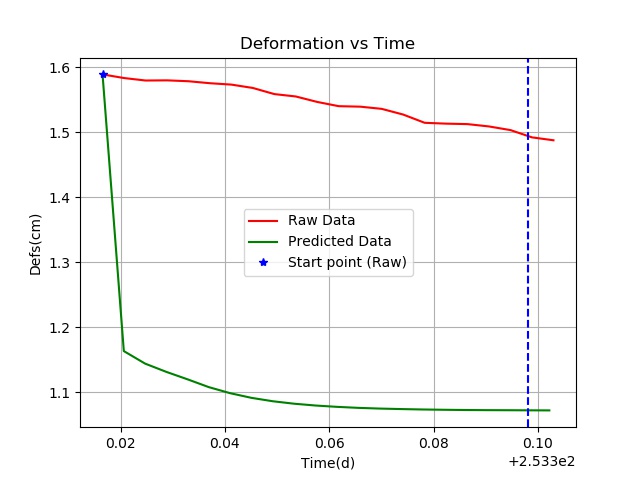 Deformation vs Time
1.6
1.5
1.4
1.3
1.2
1.1
Defs(cm)
Raw Data
Predicted Data
Start point (Raw)
0.02 0.04 0.06 0.08 0.10
Time(d)
+2.533e2